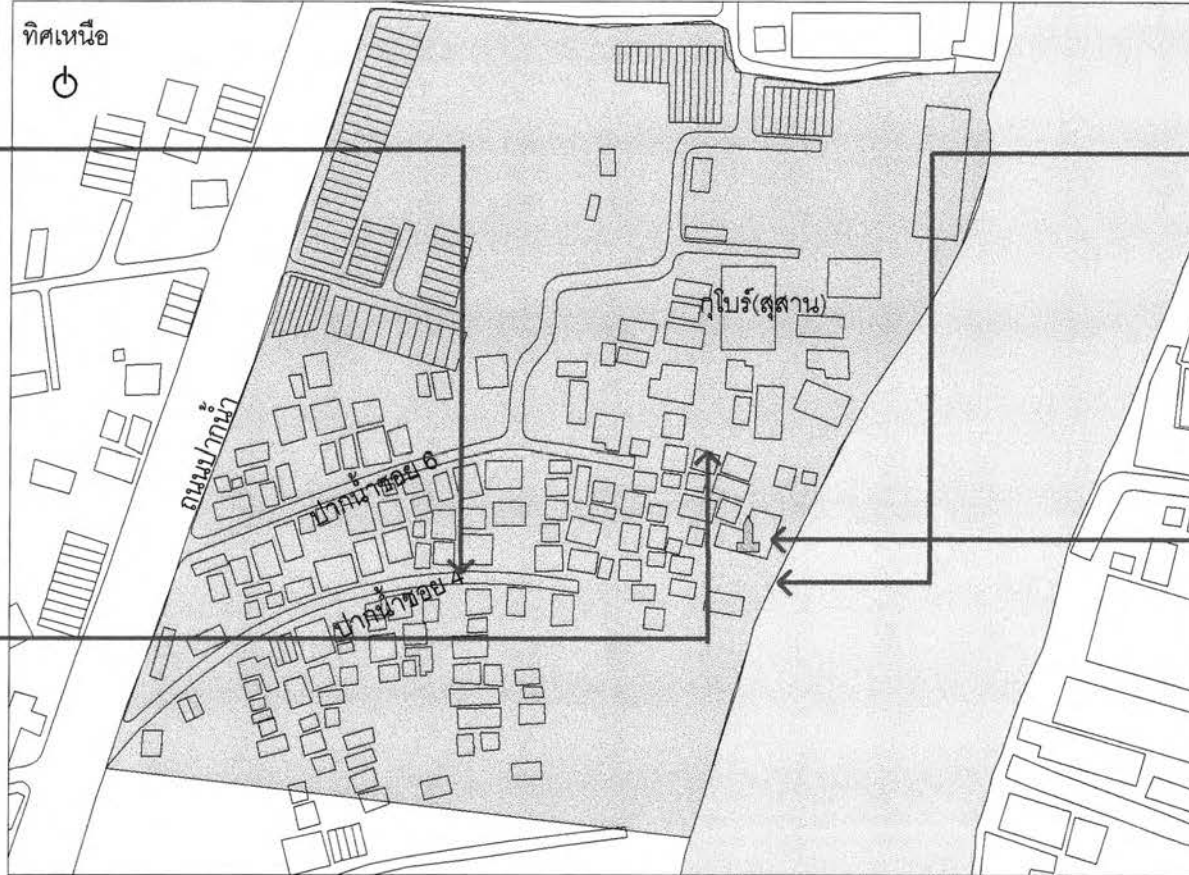 ทิศเหนือ
กุโบร์(สุสาน)
ถนนปากน้ำ
ปากน้ำซอย 6
ปากน้ำซอย 4